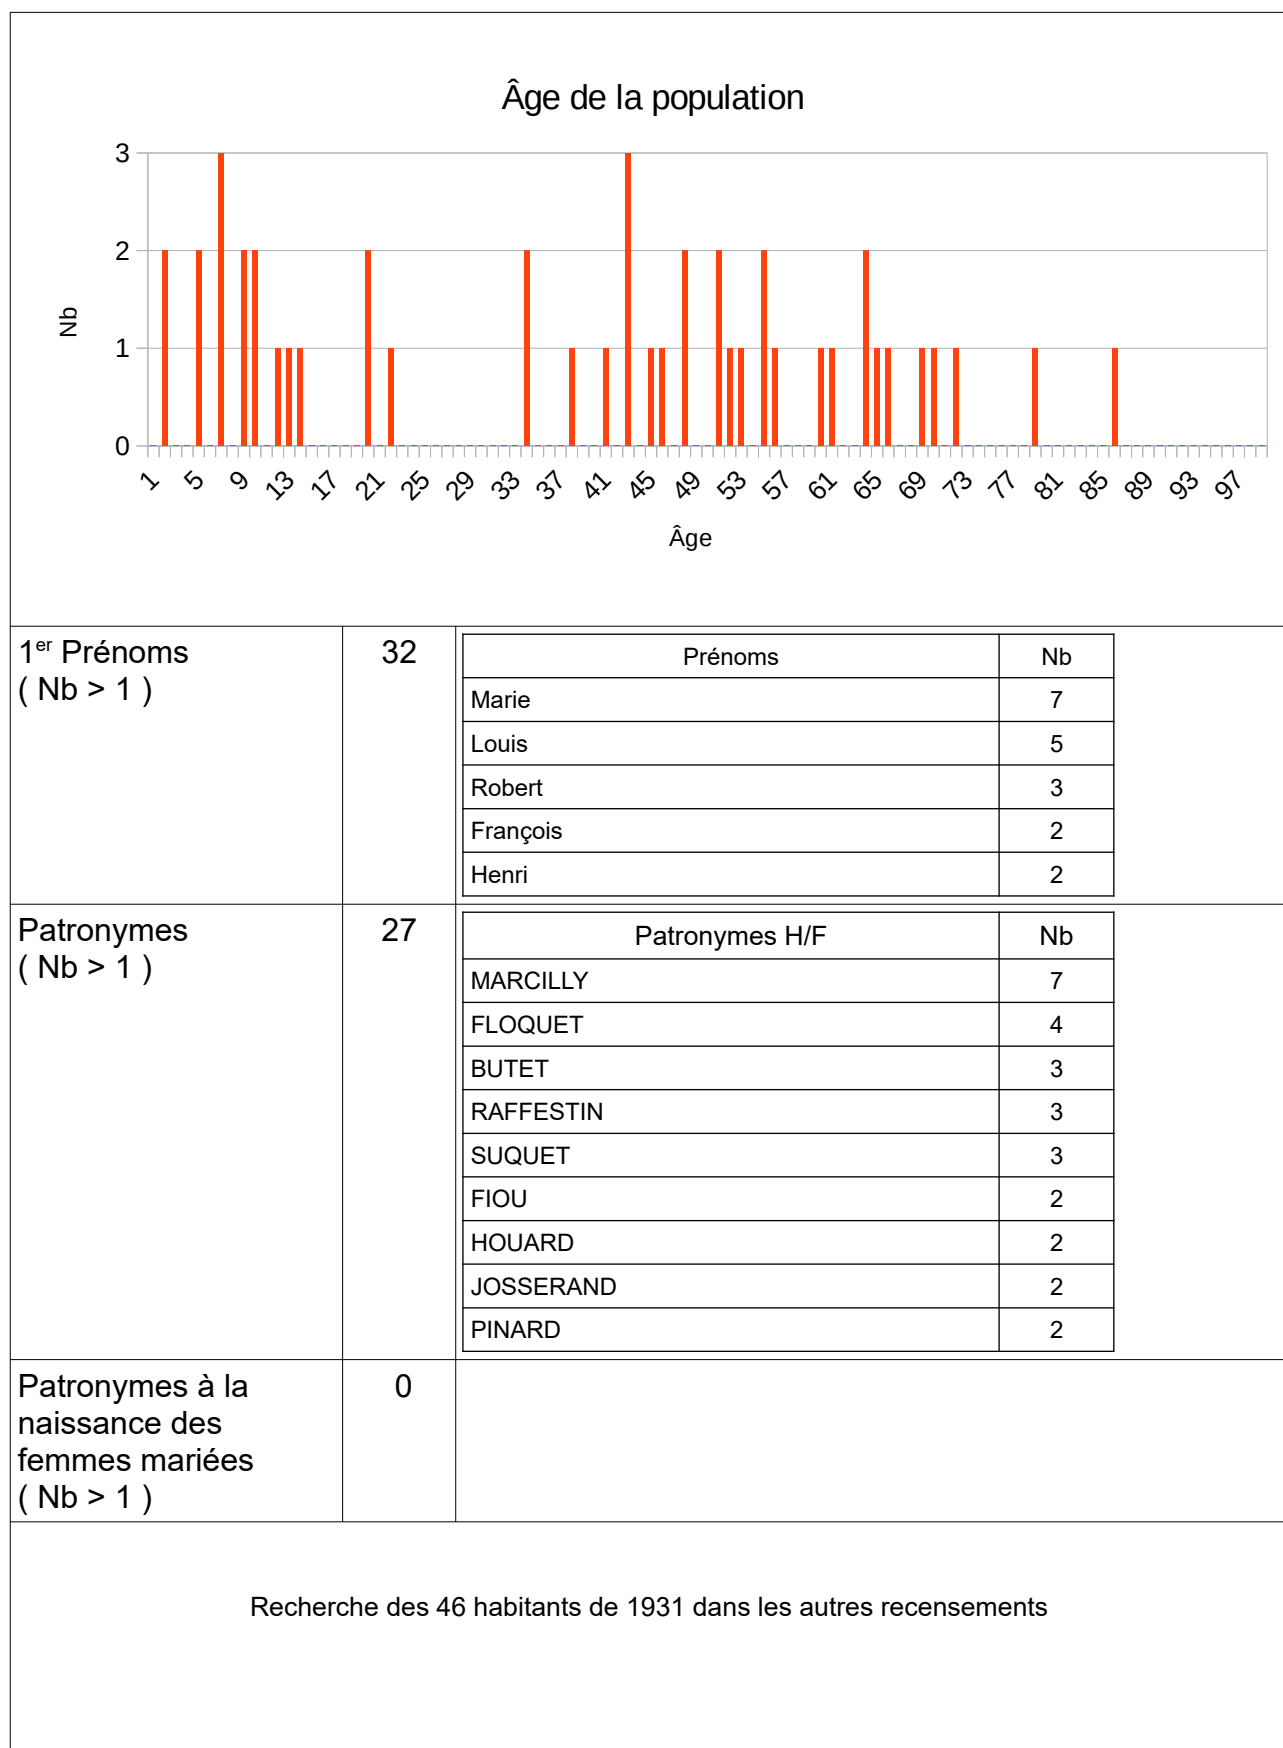 Âge de la population
3
2
1
0
Nb
1 5 9 13 17 21 25 29 33 37 41 45 49 53 57 61 65 69 73 77 81 85 89 93 97
Âge
1er Prénoms
( Nb > 1 )
32
Prénoms Nb
Marie 7
Louis 5
Robert 3
François 2
Henri 2
Patronymes
( Nb > 1 )
27
Patronymes H/F Nb
MARCILLY 7
FLOQUET 4
BUTET 3
RAFFESTIN 3
SUQUET 3
FIOU 2
HOUARD 2
JOSSERAND 2
PINARD 2
Patronymes à la
naissance des
femmes mariées
( Nb > 1 )
0
Recherche des 46 habitants de 1931 dans les autres recensements